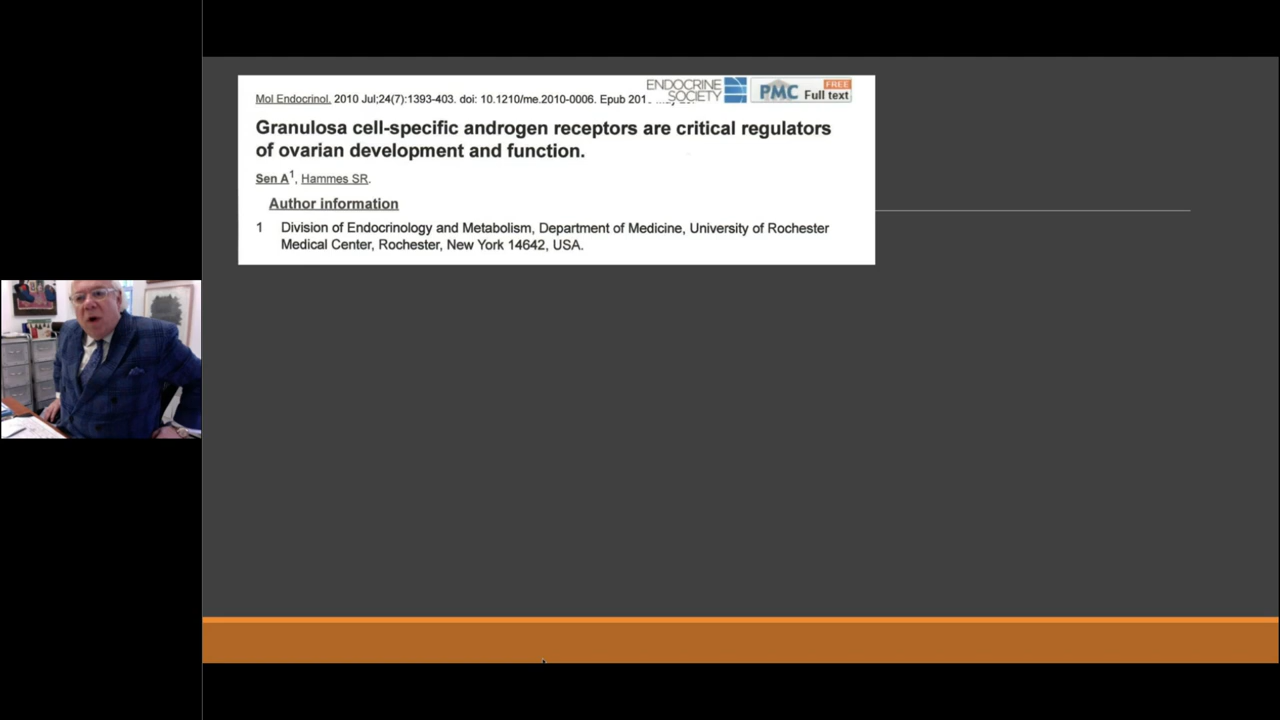 ENDOCRINE
SOCIETY
FREE
PMC Full text
Mol Endocrinol. 2010 Jul;24(7):1393-403. doi: 10.1210/me.2010-0006. Epub
Granulosa cell-specific androgen receptors are critical regulators
of ovarian development and function.
Sen A1, Hammes SR.
Author information
1 Division of Endocrinology and Metabolism, Department of Medicine, University of Rochester
Medical Center, Rochester, New York 14642, USA.